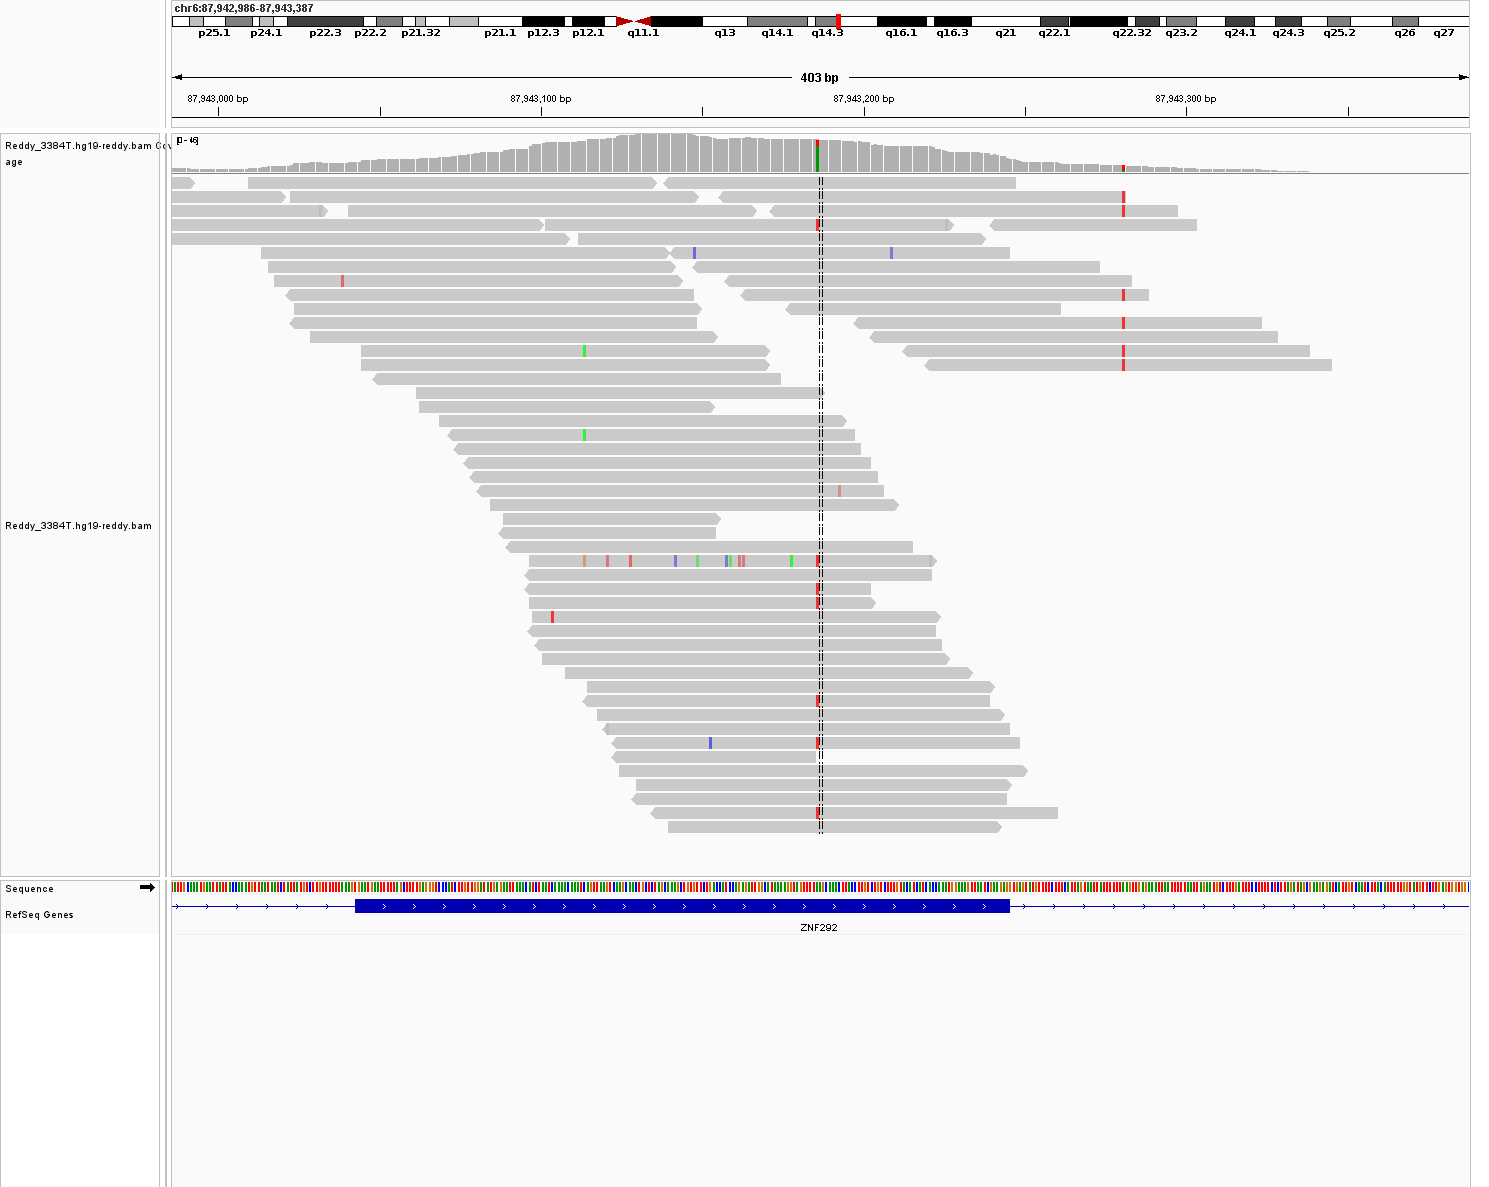 chr6:87,942,986-87,943,387
p25.1 p24.1 p22.3 p22.2 p21.32 p21.1 p12.3 p12.1 q11.1 q13 q14.1 q14.3 q16.1 q16.3 q21 q22.1 q22.32 q23.2 q24.1 q24.3 q25.2 q26 q27
403 bp
87,943,000 bp 87,943,100 bp 87,943,200 bp 87,943,300 bp
Reddy_3384T.hg19-reddy.bam Cov
age
[0 - 46]
Reddy_3384T.hg19-reddy.bam
Sequence
RefSeq Genes
ZNF292